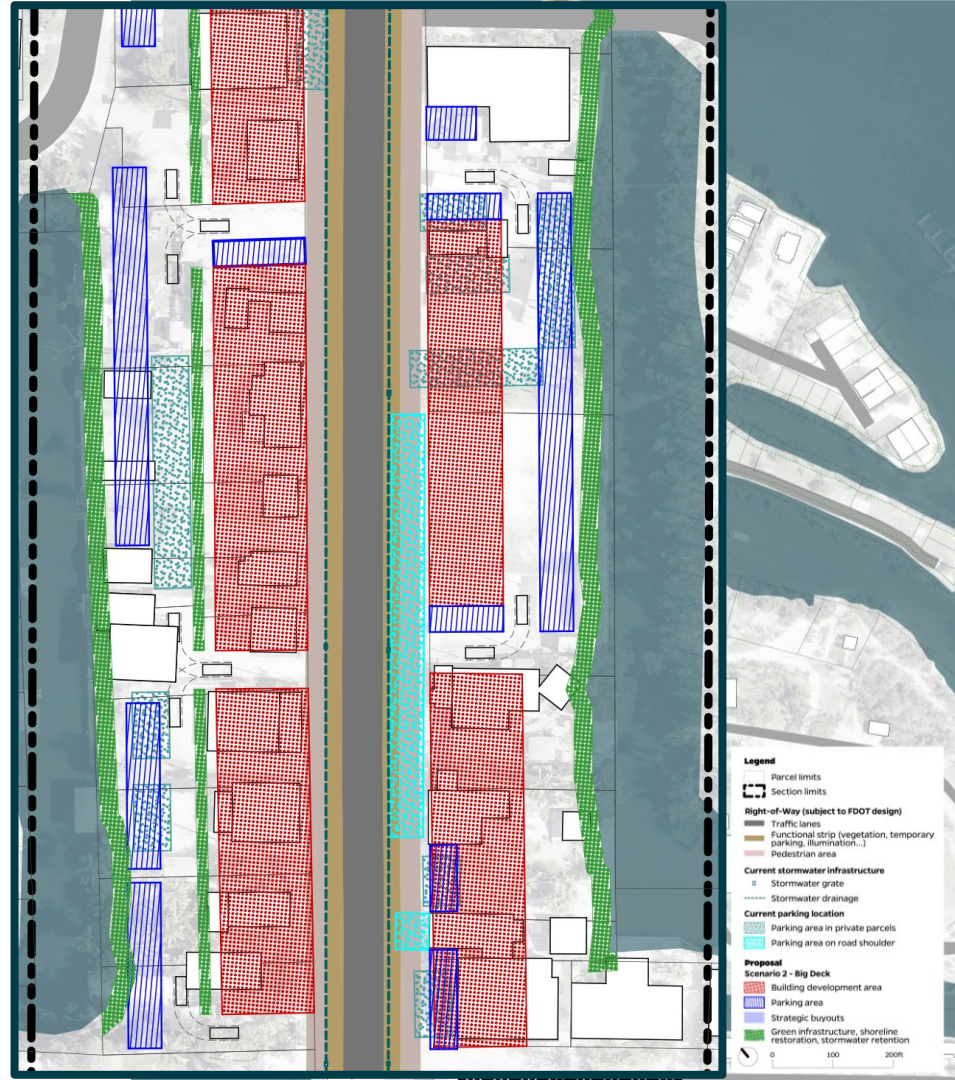 Legend
Parcel limits
Section limits
Right-of-Way (subject to FDOT design)
Traffic lanes
Functional strip (vegetation, temporary
parking, illumination...)
Pedestrian area
Current stormwater infrastructure
Stormwater grate
Stormwater drainage
Current parking location
Parking area in private parcels
Parking area on road shoulder
Proposal
Scenario 2 - Big Deck
Building development area
Parking area
Strategic buyouts
Green infrastructure, shoreline
restoration, stormwater retention
0 100 200ft